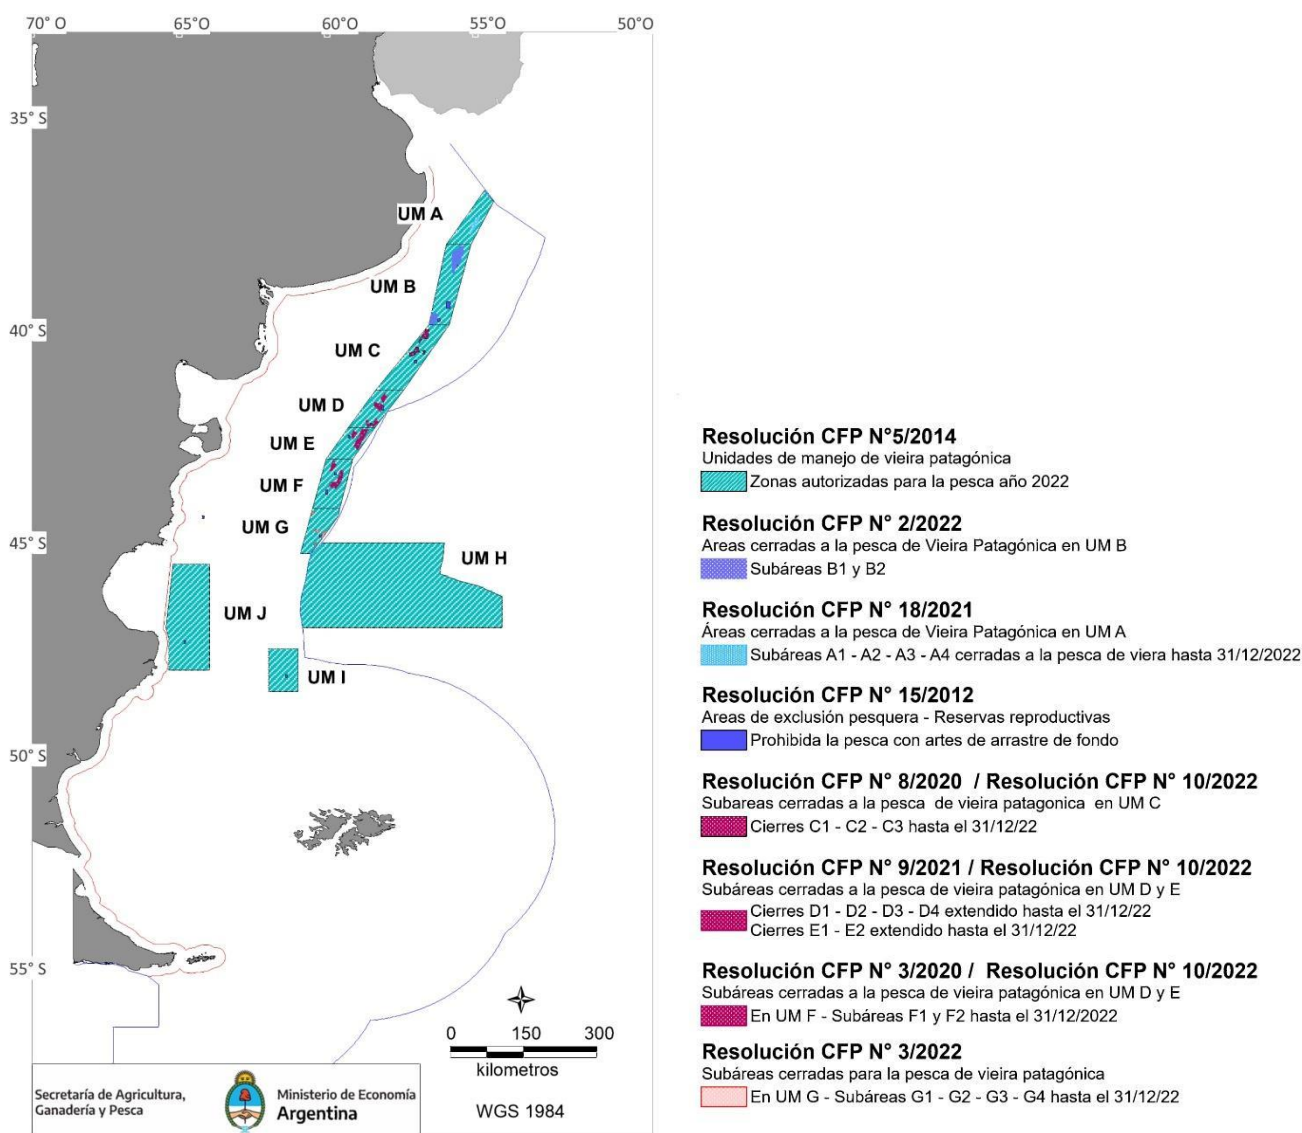 70° O 65°O 60°O 55°O 50°O
35° S
UM A
UM B
40° S
UM C
UM D
UM E
UM F
UM G
45° S
UM H
UM J
UM I
50° S
55° S
0 150 300
kilometros
WGS 1984
Secretaría de Agricultura,
Ganadería y Pesca
Ministerio de Economía
Argentina
Resolución CFP N°5/2014
Unidades de manejo de vieira patagónica
Zonas autorizadas para la pesca año 2022
Resolución CFP N° 2/2022
Areas cerradas a la pesca de Vieira Patagónica en UM B
Subáreas B1 y B2
Resolución CFP N° 18/2021
Áreas cerradas a la pesca de Vieira Patagónica en UM A
Subáreas A1 - A2 - A3 - A4 cerradas a la pesca de viera hasta 31/12/2022
Resolución CFP N° 15/2012
Areas de exclusión pesquera - Reservas reproductivas
Prohibida la pesca con artes de arrastre de fondo
Resolución CFP N° 8/2020 / Resolución CFP N° 10/2022
Subareas cerradas a la pesca de vieira patagonica en UM C
Cierres C1 - C2 - C3 hasta el 31/12/22
Resolución CFP N° 9/2021 / Resolución CFP N° 10/2022
Subáreas cerradas a la pesca de vieira patagónica en UM D y E
Cierres D1 - D2 - D3 - D4 extendido hasta el 31/12/22
Cierres E1 - E2 extendido hasta el 31/12/22
Resolución CFP N° 3/2020 / Resolución CFP N° 10/2022
Subáreas cerradas a la pesca de vieira patagónica en UM D y E
En UM F - Subáreas F1 y F2 hasta el 31/12/2022
Resolución CFP N° 3/2022
Subáreas cerradas para la pesca de vieira patagónica
En UM G - Subáreas G1 - G2 - G3 - G4 hasta el 31/12/22